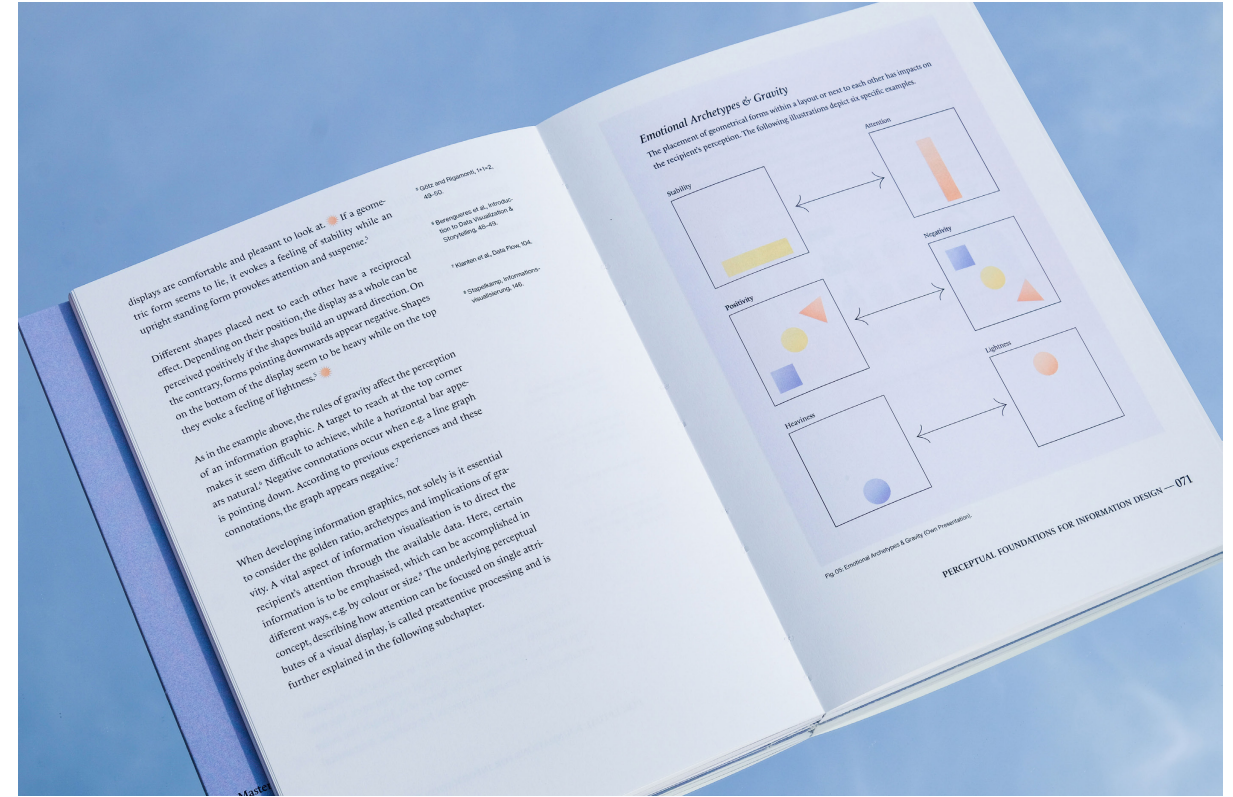 displays are comfortable and pleasant to look at. If a geome-
tric form seems to lie, it evokes a feeling of stability while an
upright standing form provokes attention and suspense.⁵
Different shapes placed next to each other have a reciprocal
effect. Depending on their position, the display as a whole can be
perceived positively if the shapes build an upward direction. On
the contrary, forms pointing downwards appear negative. Shapes
on the bottom of the display seem to be heavy while on the top
they evoke a feeling of lightness.⁵
As in the example above, the rules of gravity affect the perception
of an information graphic. A target to reach at the top corner
makes it seem difficult to achieve, while a horizontal bar appe-
ars natural.⁶ Negative connotations occur when e.g. a line graph
is pointing down. According to previous experiences and these
connotations, the graph appears negative.⁷
When developing information graphics, not solely is it essential
to consider the golden ratio, archetypes and implications of gra-
vity. A vital aspect of information visualisation is to direct the
recipient's attention through the available data. Here, certain
information is to be emphasised, which can be accomplished in
different ways, e.g. by colour or size.⁸ The underlying perceptual
concept, describing how attention can be focused on single attri-
butes of a visual display, is called preattentive processing and is
further explained in the following subchapter.
⁵ Götz and Rigamonti, 1+1=2,
49–50.
⁶ Berengueres et al., Introduc-
tion to Data Visualization &
Storytelling, 48–49.
⁷ Klanten et al., Data Flow, 104.
⁸ Stapelkamp, Informations-
visualisierung, 146.
Maste
Emotional Archetypes & Gravity
The placement of geometrical forms within a layout or next to each other has impacts on
the recipient's perception. The following illustrations depict six specific examples.
Stability
Attention
Positivity
Negativity
Heaviness
Lightness
Fig. 05: Emotional Archetypes & Gravity (Own Presentation).
PERCEPTUAL FOUNDATIONS FOR INFORMATION DESIGN — 071